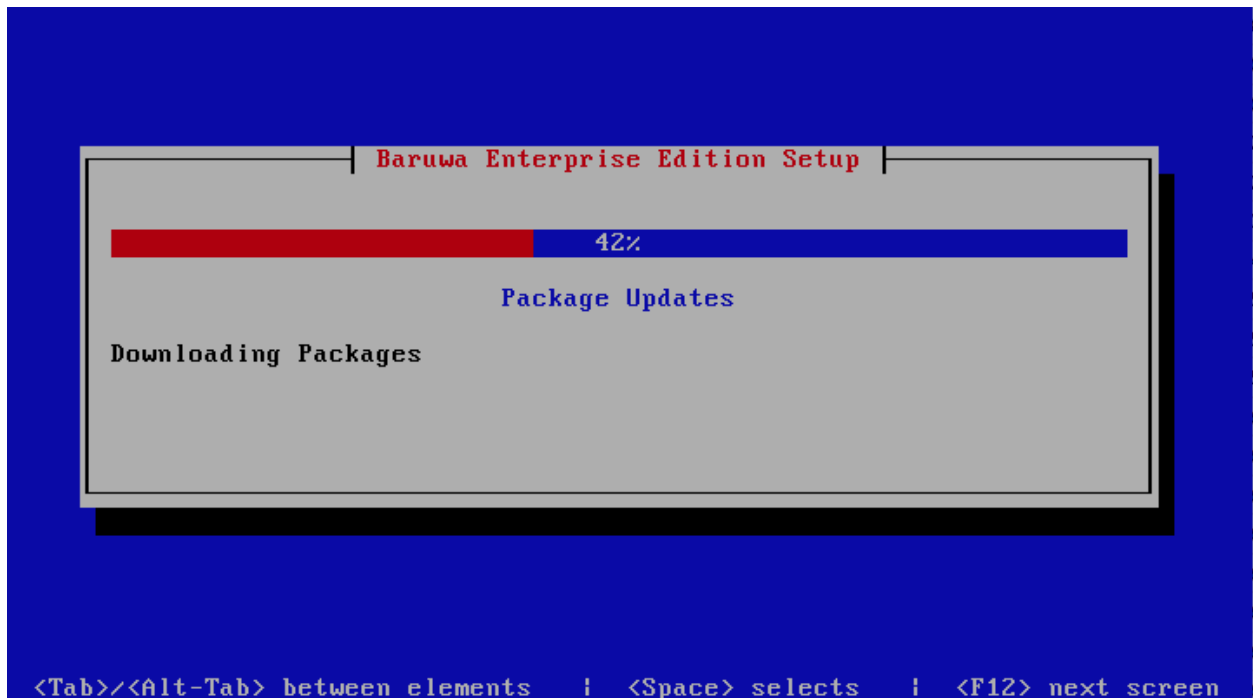 Baruwa Enterprise Edition Setup
42%
Package Updates
Downloading Packages
<Tab>/<Alt-Tab> between elements | <Space> selects | <F12> next screen